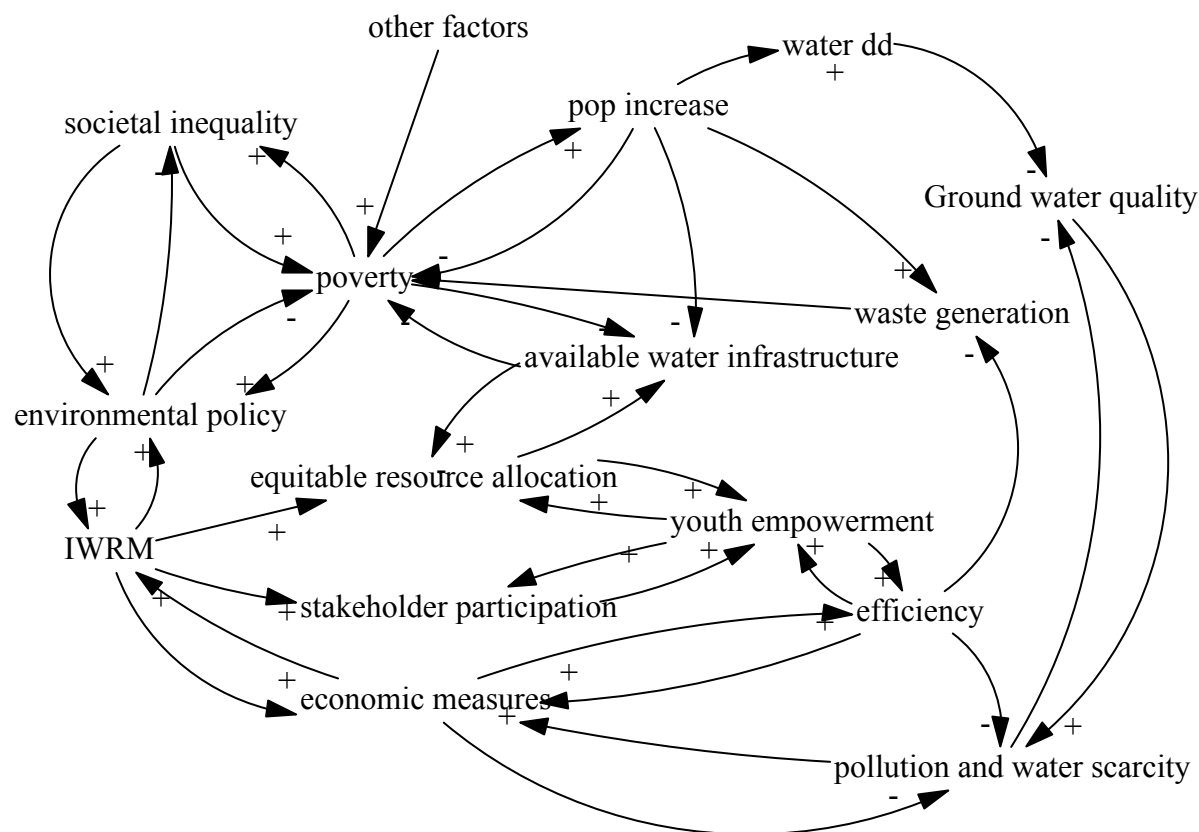 other factors
water dd
+
pop increase
societal inequality
+
+
-
-
Ground water quality
+
+
-
-
poverty
+
waste generation
-
-
-
-
available water infrastructure
-
+
+
environmental policy
+
+
+
-
equitable resource allocation
+
+
+
youth empowerment
+
IWRM
+
+
+
+
+
stakeholder participation
+
+
efficiency
+
+
+
economic measures
+
-
+
pollution and water scarcity
-